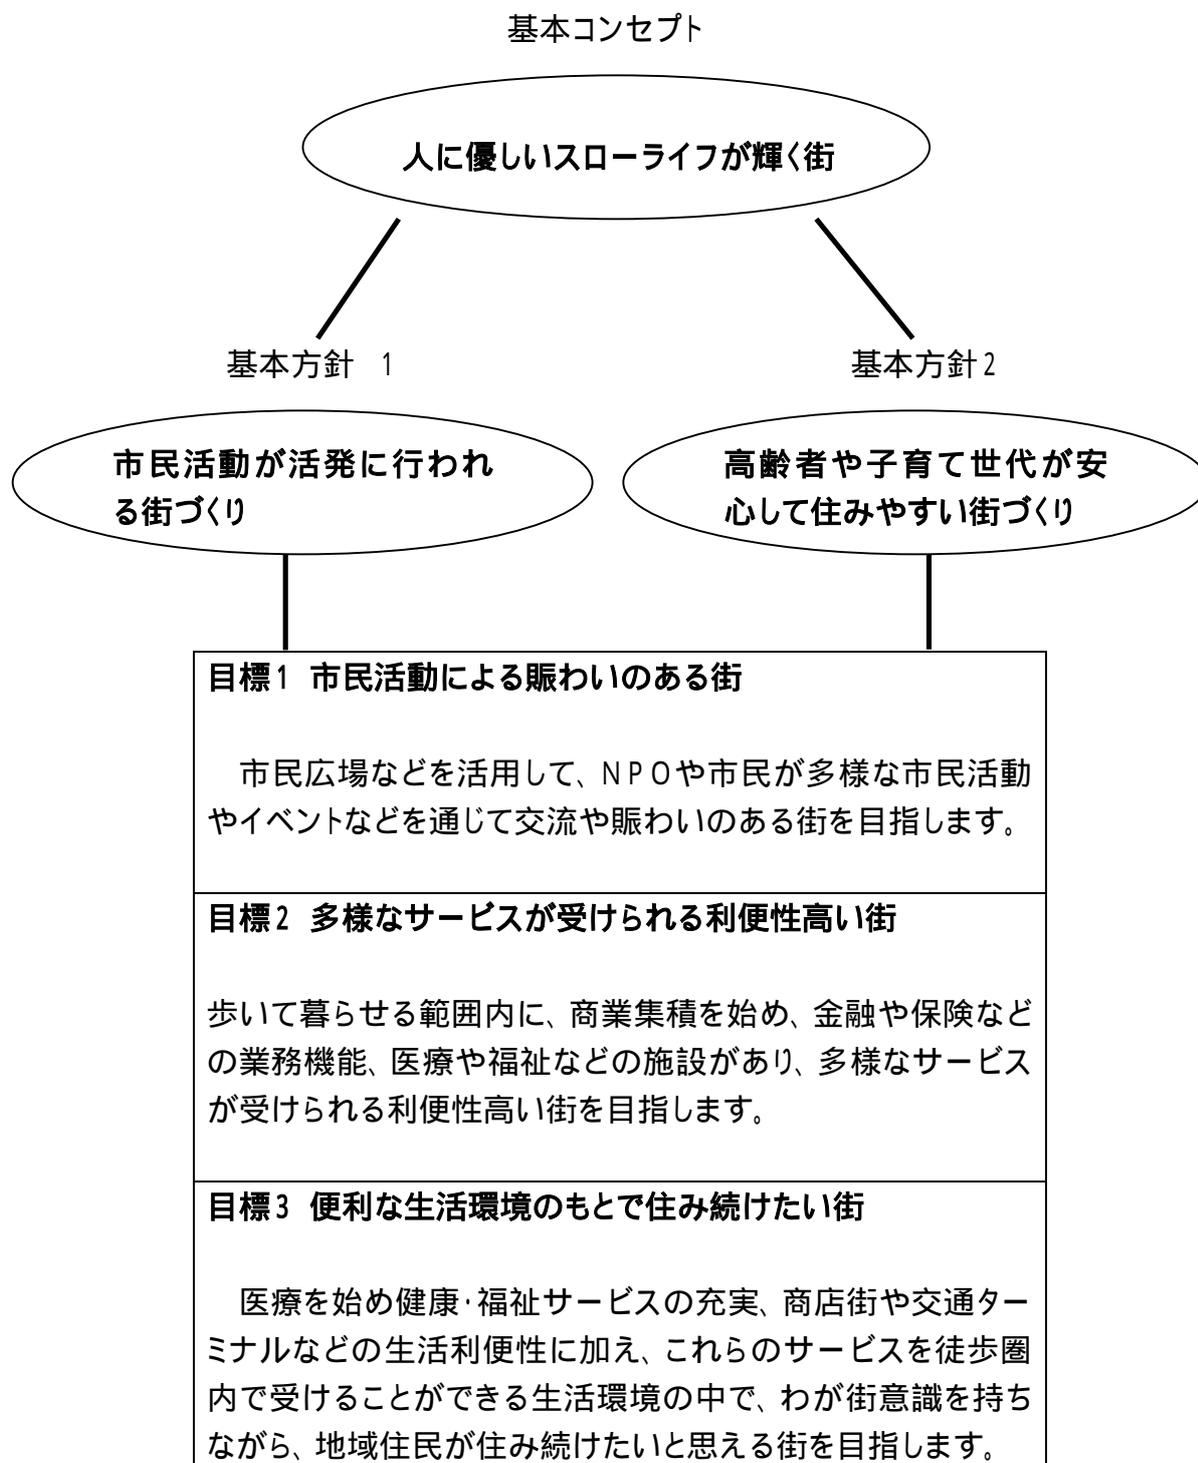 基本コンセプト
人に優しいスローライフが輝く街
基本方針　1
基本方針2
市民活動が活発に行われ
る街づくり
高齢者や子育て世代が安
心して住みやすい街づくり
目標1 市民活動による賑わいのある街
　市民広場などを活用して、NPOや市民が多様な市民活動
やイベントなどを通じて交流や賑わいのある街を目指します。
目標2 多様なサービスが受けられる利便性高い街
歩いて暮らせる範囲内に、商業集積を始め、金融や保険など
の業務機能、医療や福祉などの施設があり、多様なサービス
が受けられる利便性高い街を目指します。
目標3 便利な生活環境のもとで住み続けたい街
　医療を始め健康・福祉サービスの充実、商店街や交通ター
ミナルなどの生活利便性に加え、これらのサービスを徒歩圏
内で受けることができる生活環境の中で、わが街意識を持ち
ながら、地域住民が住み続けたいと思える街を目指します。